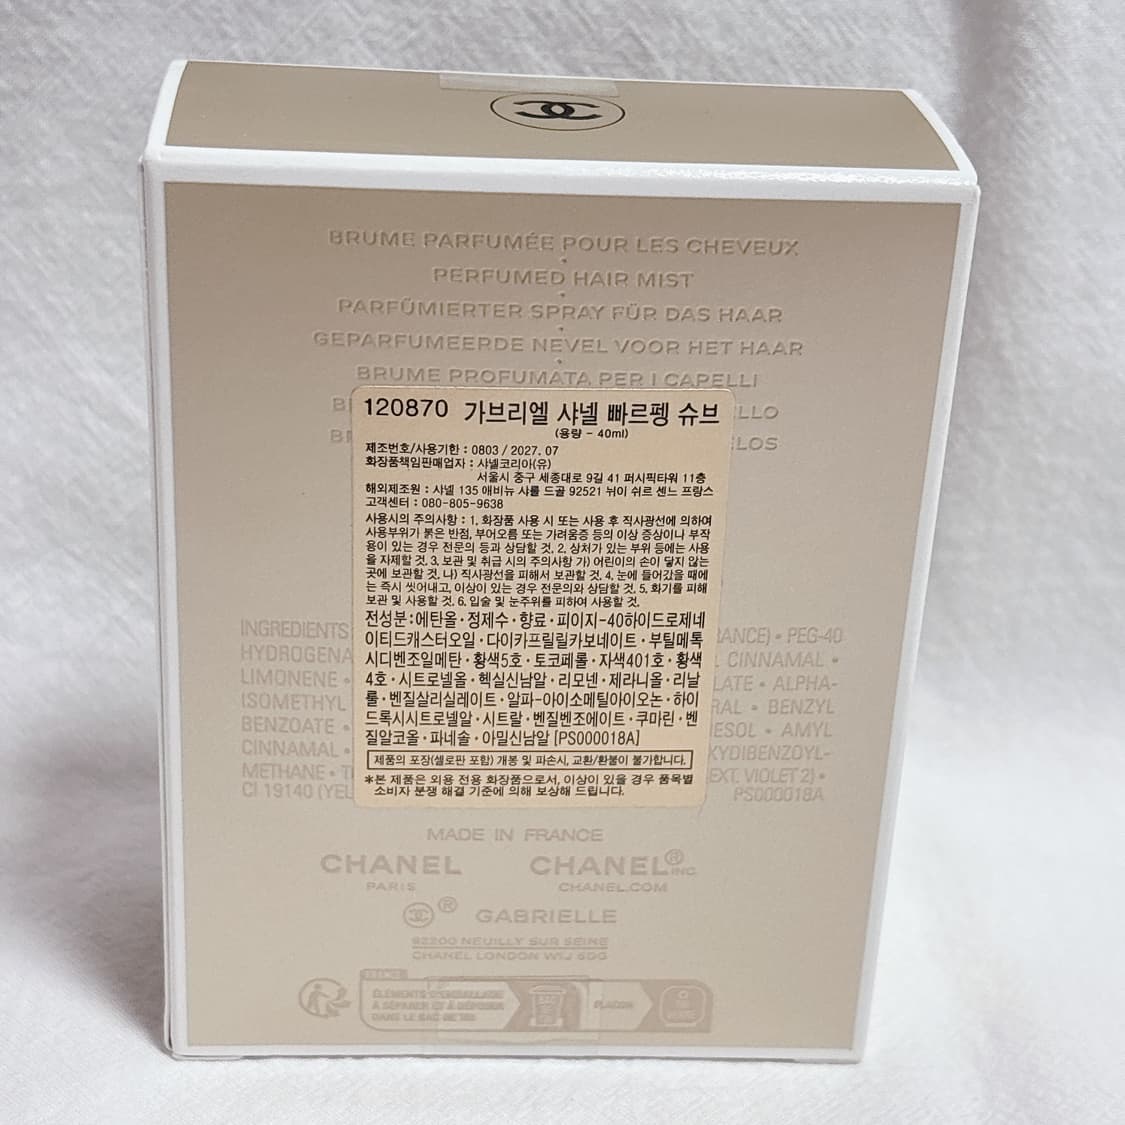 BRUME PARFUMÉE POUR LES CHEVEUX
PERFUMED HAIR MIST
PARFÜMIERTER SPRAY FÜR DAS HAAR
GEPARFUMEERDE NEVEL VOOR HET HAAR
BRUME PROFUMATA PER I CAPELLI
120870 가브리엘 샤넬 빠르펭 슈브
(용량 - 40ml)
제조번호/사용기한 : 0803 / 2027. 07
화장품책임판매업자 : 샤넬코리아(유)
서울시 중구 세종대로 9길 41 퍼시픽타워 11층
해외제조원 : 샤넬 135 애비뉴 샤를 드골 92521 뉘이 쉬르 센느 프랑스
고객센터 : 080-805-9638
사용시의 주의사항 : 1. 화장품 사용 시 또는 사용 후 직사광선에 의하여
사용부위가 붉은 반점, 부어오름 또는 가려움증 등의 이상 증상이나 부작
용이 있는 경우 전문의 등과 상담할 것. 2. 상처가 있는 부위 등에는 사용
을 자제할 것. 3. 보관 및 취급 시의 주의사항 가) 어린이의 손이 닿지 않는
곳에 보관할 것. 나) 직사광선을 피해서 보관할 것. 4. 눈에 들어갔을 때에
는 즉시 씻어내고, 이상이 있는 경우 전문의와 상담할 것. 5. 화기를 피해
보관 및 사용할 것. 6. 입술 및 눈주위를 피하여 사용할 것.
전성분:에탄올·정제수·향료·피이지-40하이드로제네
이티드캐스터오일·다이카프릴릴카보네이트·부틸메톡
시디벤조일메탄·황색5호·토코페롤·자색401호·황색
4호·시트로넬올·헥실신남알·리모넨·제라니올·리날
룰·벤질살리실레이트·알파-아이소메틸아이오논·하이
드록시시트로넬알·시트랄·벤질벤조에이트·쿠마린·벤
질알코올·파네솔·아밀신남알 [PS000018A]
제품의 포장(셀로판 포함) 개봉 및 파손시, 교환/환불이 불가합니다.
*본 제품은 외용 전용 화장품으로서, 이상이 있을 경우 품목별
소비자 분쟁 해결 기준에 의해 보상해 드립니다.
INGREDIENTS • PEG-40
HYDROGENA CINNAMAL •
LIMONENE • ALPHA-
ISOMETHYL • BENZYL
BENZOATE • AMYL
CINNAMAL •
METHANE • EXT. VIOLET 2) •
CI 19140 PS000018A
MADE IN FRANCE
CHANEL CHANEL® INC.
PARIS CHANEL.COM
® GABRIELLE
92200 NEUILLY SUR SEINE
CHANEL LONDON W1J 6DG
FRANCE
ÉLÉMENTS D'EMBALLAGE
À SÉPARER ET À DÉPOSER
DANS LE BAC DE TRI
FLACON